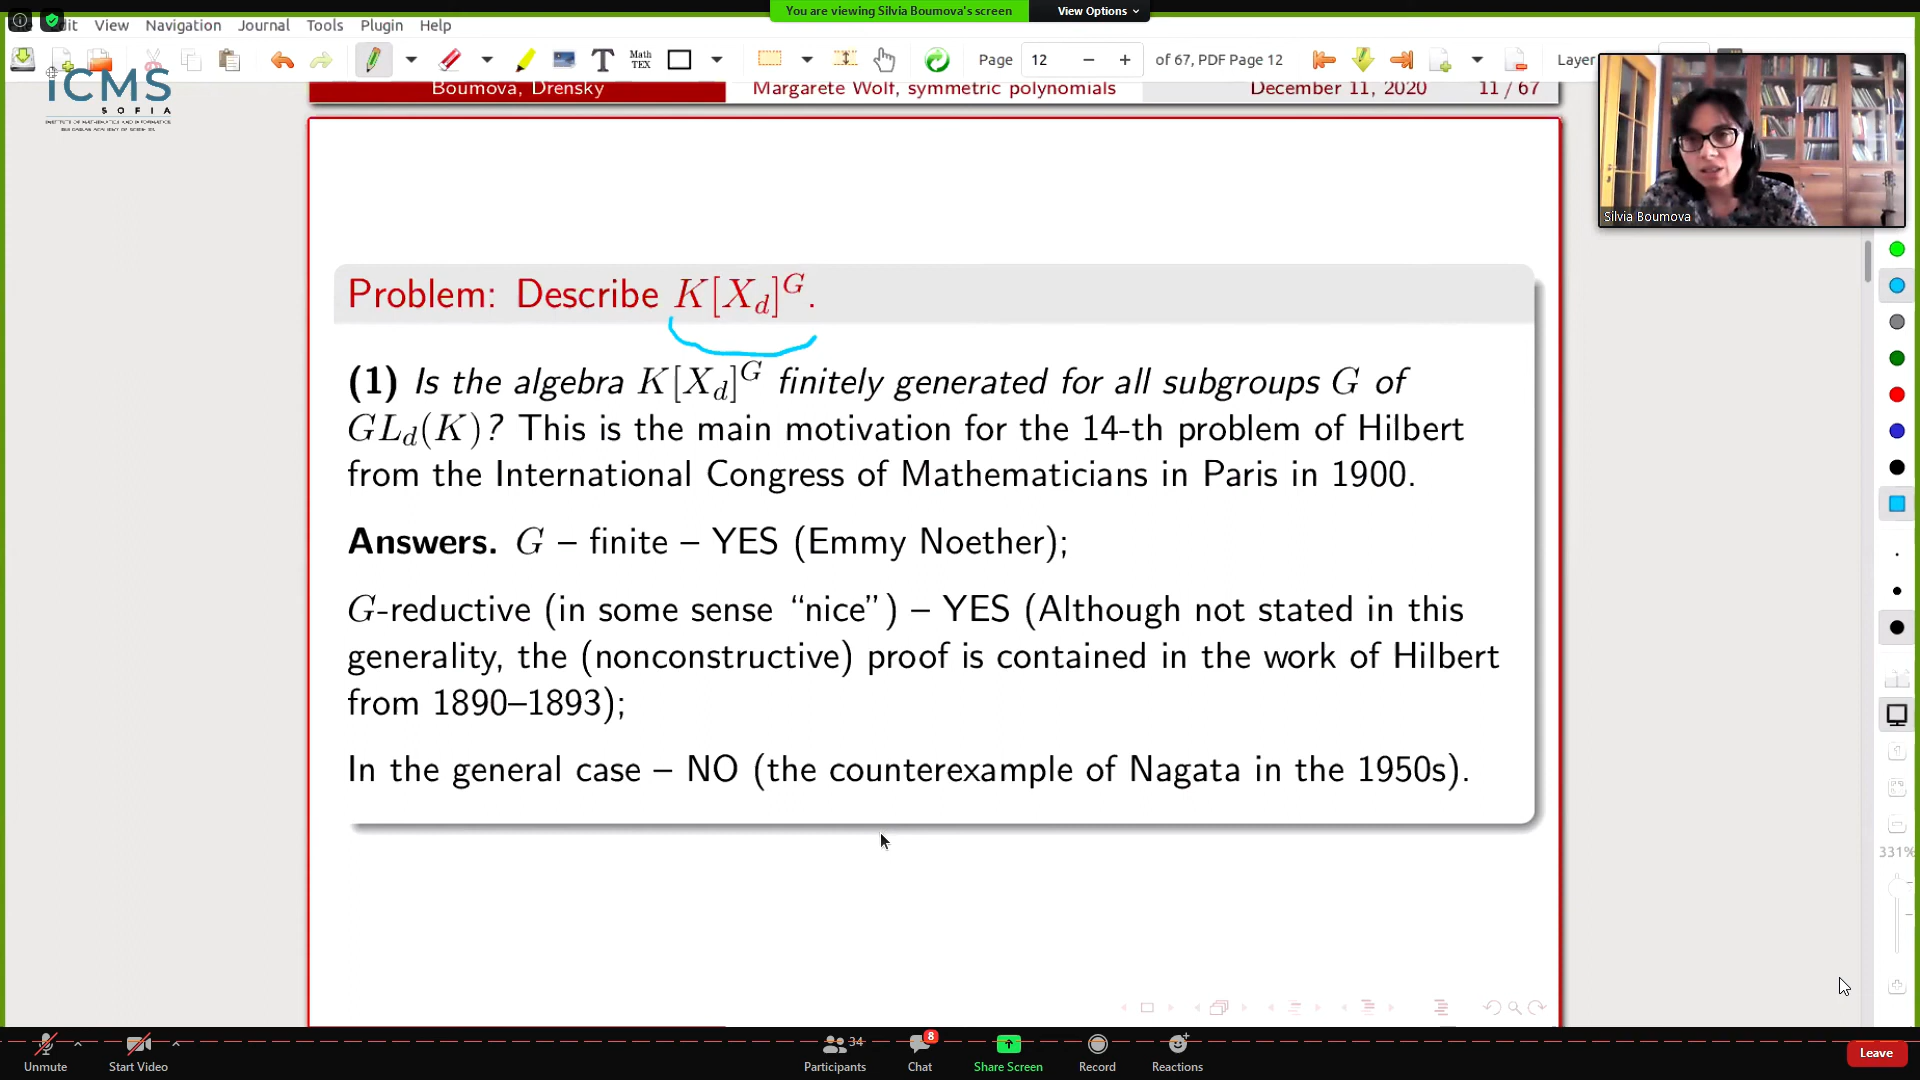 You are viewing Silvia Boumova's screen
View Options
View Navigation Journal Tools Plugin Help
Math
TEX
Page 12 of 67, PDF Page 12
Layer
iCMS
SOFIA
Boumova, Drensky Margarete Wolf, symmetric polynomials December 11, 2020 11 / 67
Silvia Boumova
Problem: Describe K[X_d]^G.
(1) Is the algebra K[X_d]^G finitely generated for all subgroups G of
GL_d(K)? This is the main motivation for the 14-th problem of Hilbert
from the International Congress of Mathematicians in Paris in 1900.
Answers. G – finite – YES (Emmy Noether);
G-reductive (in some sense “nice”) – YES (Although not stated in this
generality, the (nonconstructive) proof is contained in the work of Hilbert
from 1890–1893);
In the general case – NO (the counterexample of Nagata in the 1950s).
331%
34
8
Unmute
Start Video
Participants
Chat
Share Screen
Record
Reactions
Leave